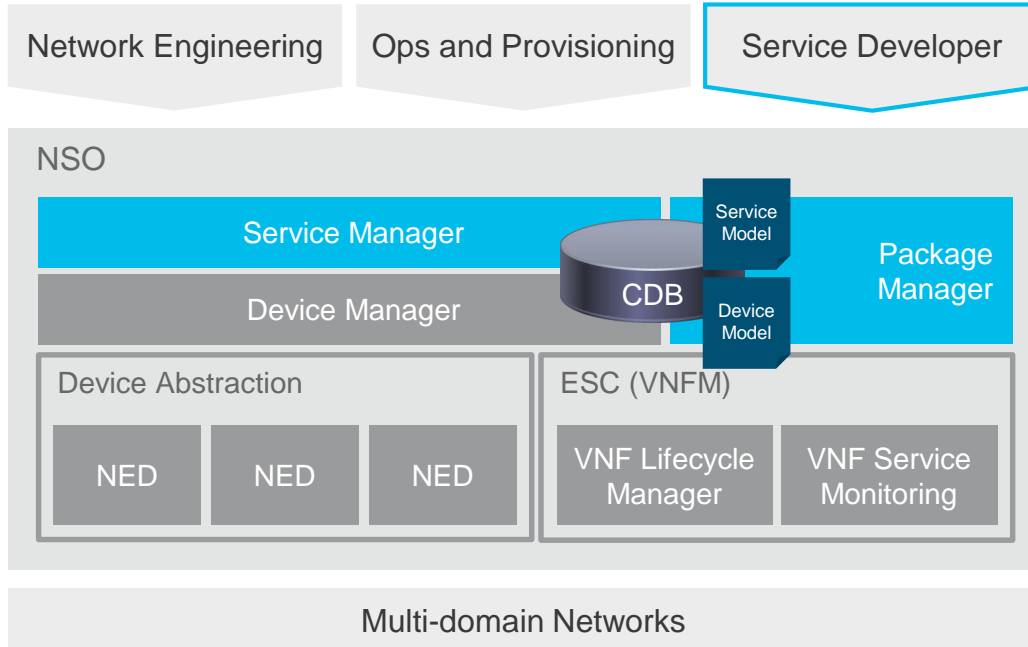 Network Engineering
Ops and Provisioning
Service Developer
NSO
Service Manager
Device Manager
CDB
Service
Model
Device
Model
Package
Manager
Device Abstraction
NED
NED
NED
ESC (VNFM)
VNF Lifecycle
Manager
VNF Service
Monitoring
Multi-domain Networks